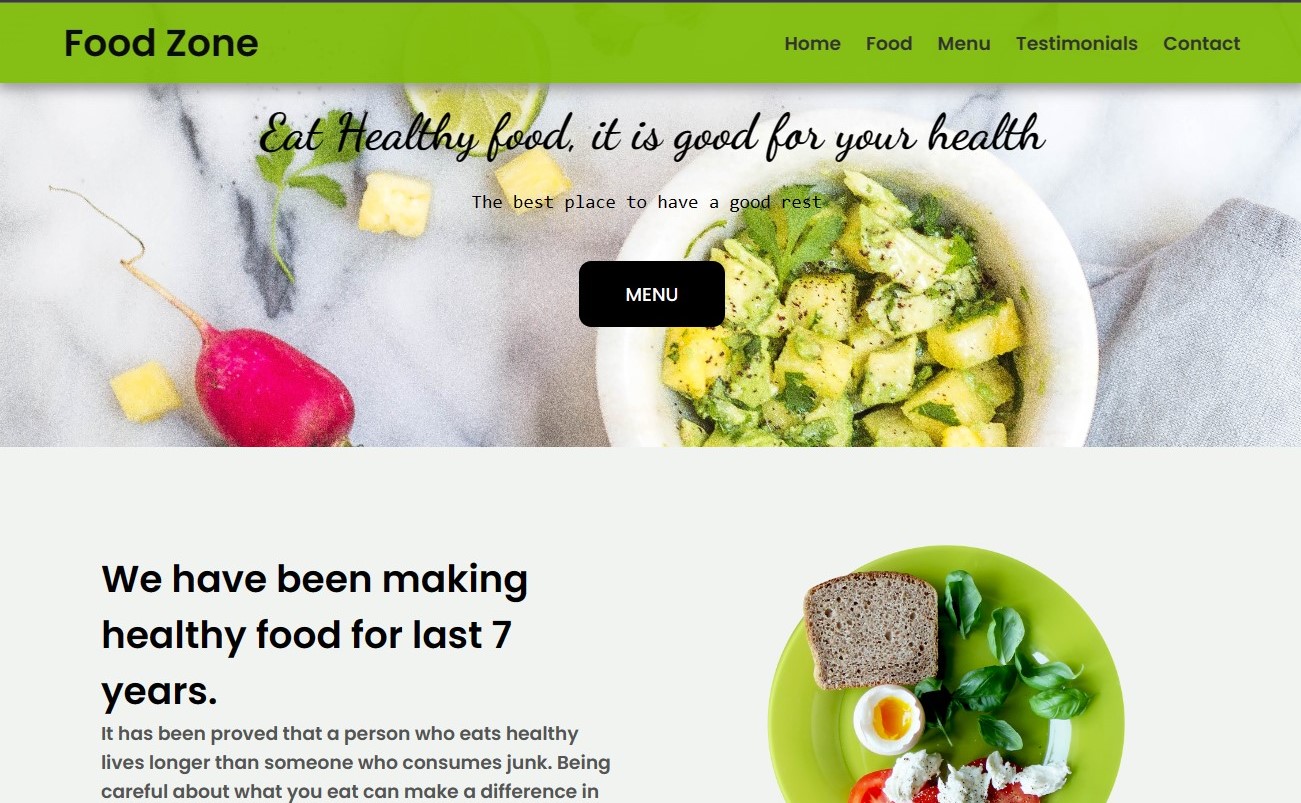 Food Zone
Home Food Menu Testimonials Contact
Eat Healthy food, it is good for your health
The best place to have a good rest
MENU
We have been making
healthy food for last 7
years.
It has been proved that a person who eats healthy
lives longer than someone who consumes junk. Being
careful about what you eat can make a difference in